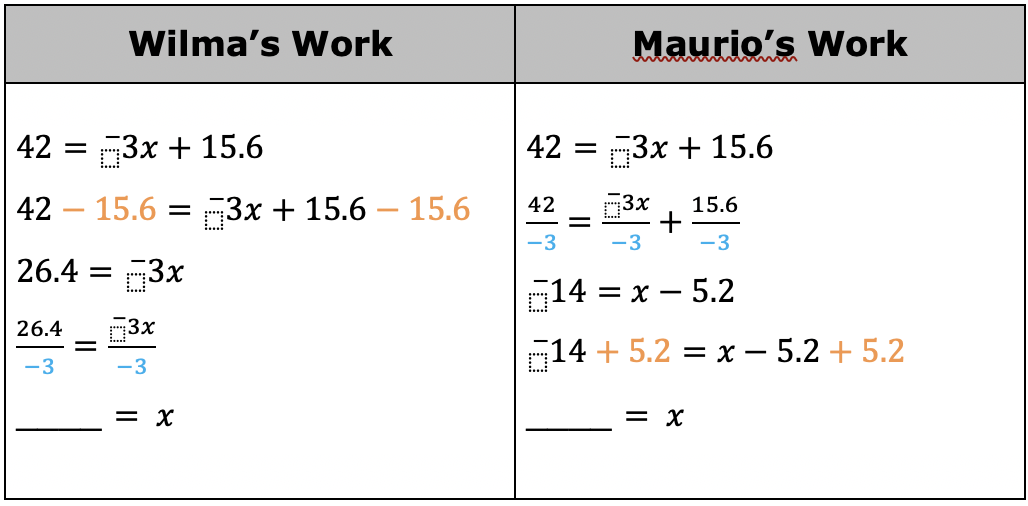 Wilma’s Work
42 = ⁻3x + 15.6
42 − 15.6 = ⁻3x + 15.6 − 15.6
26.4 = ⁻3x
26.4/−3 = ⁻3x/−3
_____ = x
Maurio’s Work
42 = ⁻3x + 15.6
42/−3 = ⁻3x/−3 + 15.6/−3
⁻14 = x − 5.2
⁻14 + 5.2 = x − 5.2 + 5.2
_____ = x